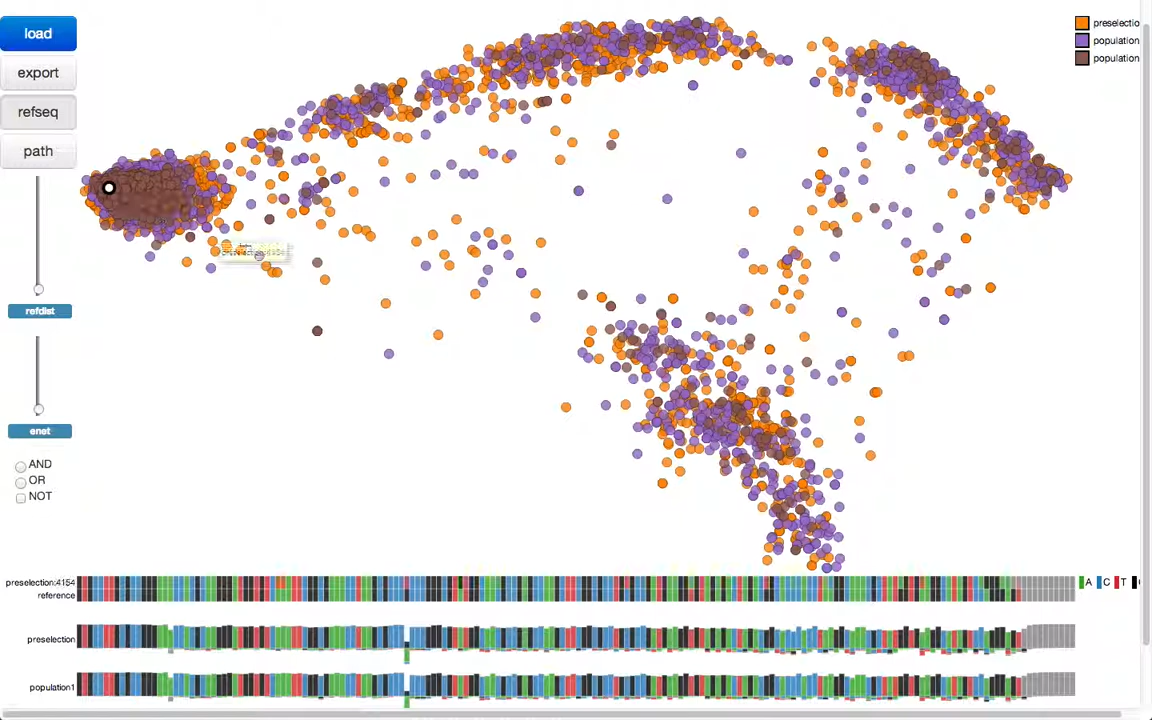 load
export
refseq
path
refdist
enet
AND
OR
NOT
preselectio
population
population
preselection:4154
reference
A C T
preselection
population1